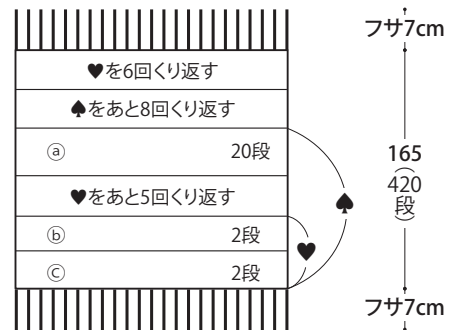 フサ7cm
♥を6回くり返す
♠をあと8回くり返す
ⓐ 20段
♥をあと5回くり返す
ⓑ 2段
ⓒ 2段
♥
♠
165
(420段)
フサ7cm